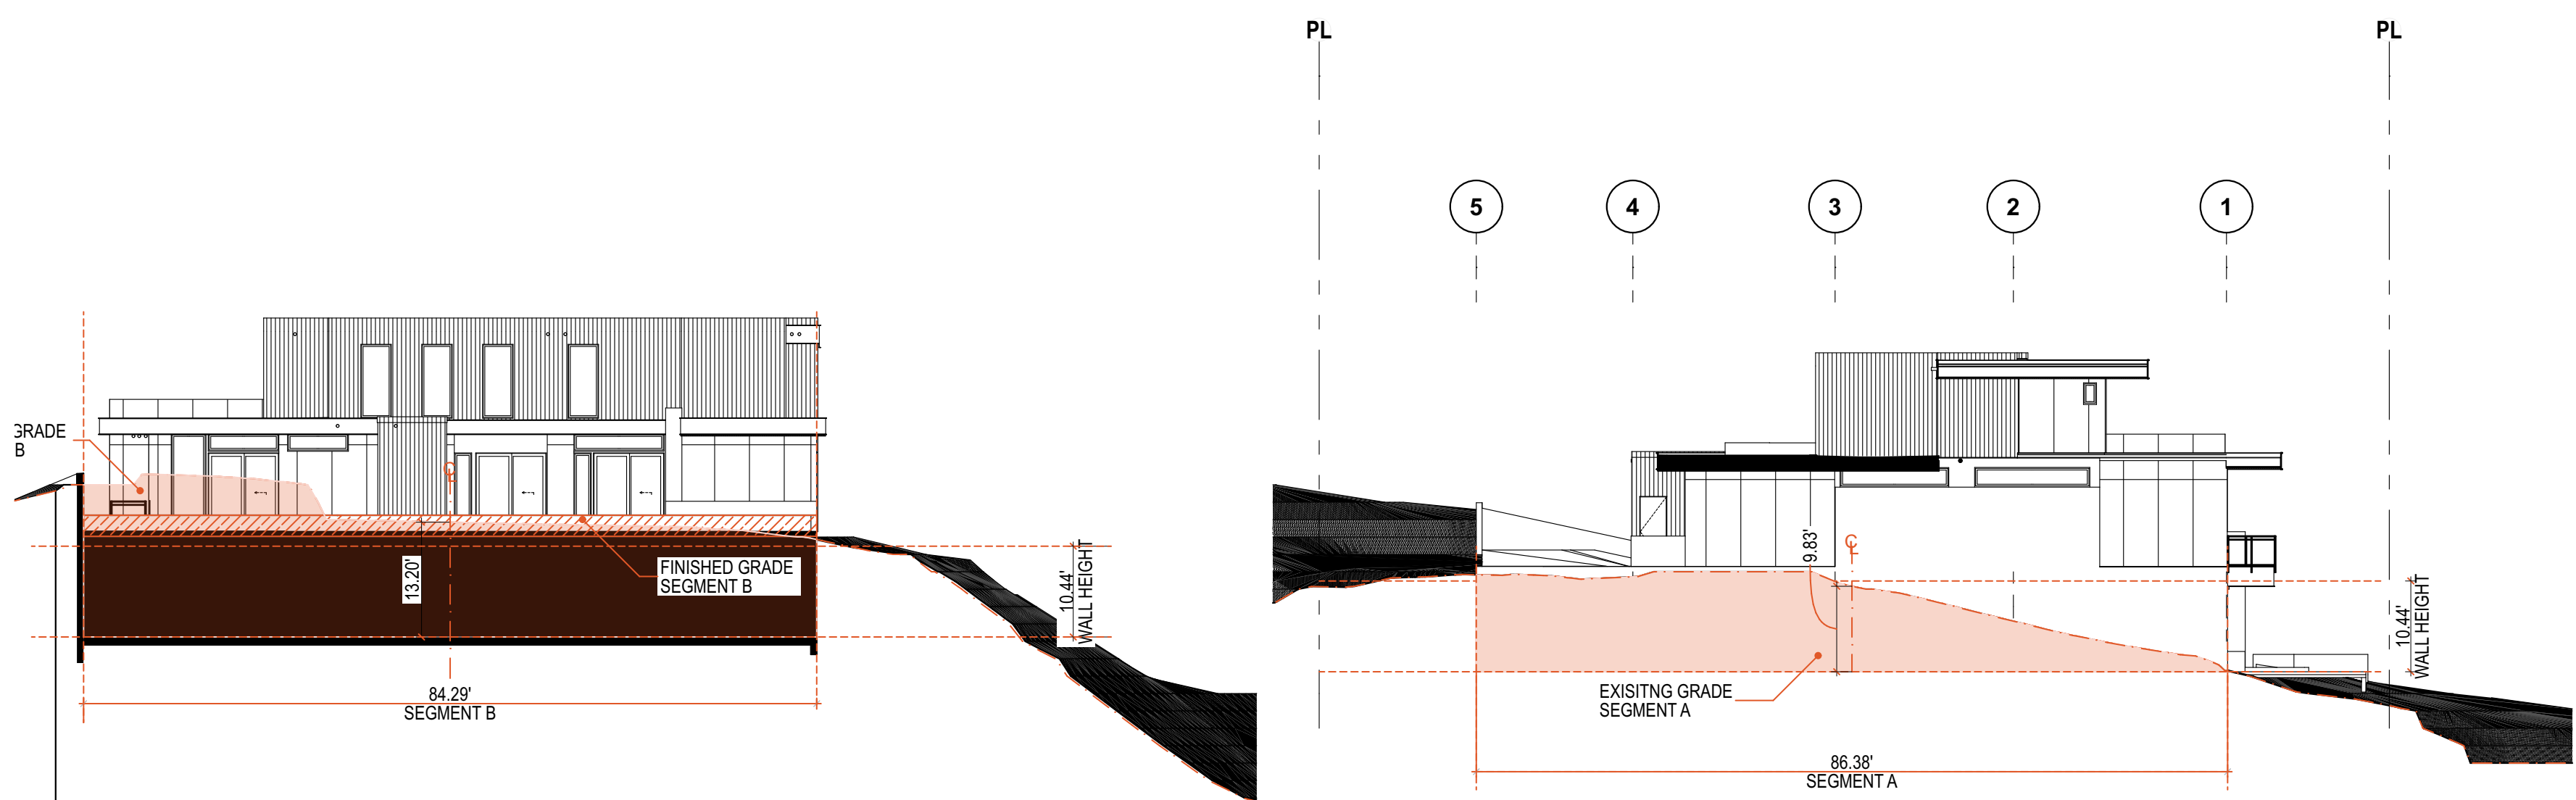 PL
PL
5
4
3
2
1
GRADE
B
13.20'
FINISHED GRADE
SEGMENT B
10.44'
WALL HEIGHT
84.29'
SEGMENT B
9.83'
EXISITNG GRADE
SEGMENT A
10.44'
WALL HEIGHT
86.38'
SEGMENT A